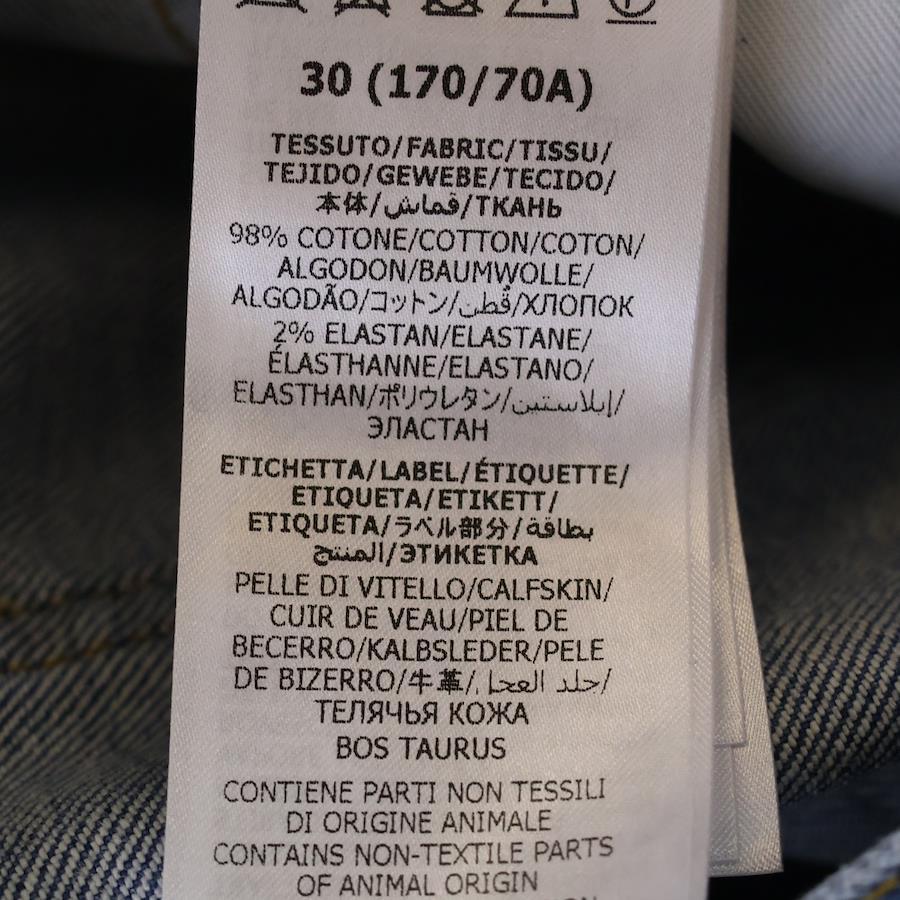 30 (170/70A)
TESSUTO/FABRIC/TISSU/
TEJIDO/GEWEBE/TECIDO/
本体/قماش/ТКАНЬ
98% COTONE/COTTON/COTON/
ALGODON/BAUMWOLLE/
ALGODÃO/コットン/قُطن/ХЛОПОК
2% ELASTAN/ELASTANE/
ÉLASTHANNE/ELASTANO/
ELASTHAN/ポリウレタン/إيلاستين/
ЭЛАСТАН
ETICHETTA/LABEL/ÉTIQUETTE/
ETIQUETA/ETIKETT/
ETIQUETA/ラベル部分/بطاقة
المنتج/ЭТИКЕТКА
PELLE DI VITELLO/CALFSKIN/
CUIR DE VEAU/PIEL DE
BECERRO/KALBSLEDER/PELE
DE BIZERRO/牛革/جلد العجل/
ТЕЛЯЧЬЯ КОЖА
BOS TAURUS
CONTIENE PARTI NON TESSILI
DI ORIGINE ANIMALE
CONTAINS NON-TEXTILE PARTS
OF ANIMAL ORIGIN